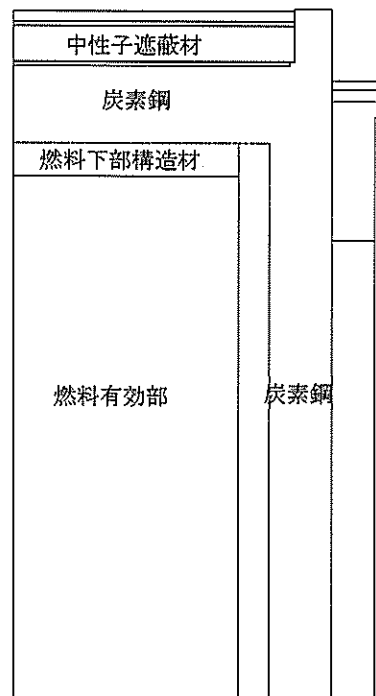 中性子遮蔽材
炭素鋼
燃料下部構造材
燃料有効部
炭素鋼